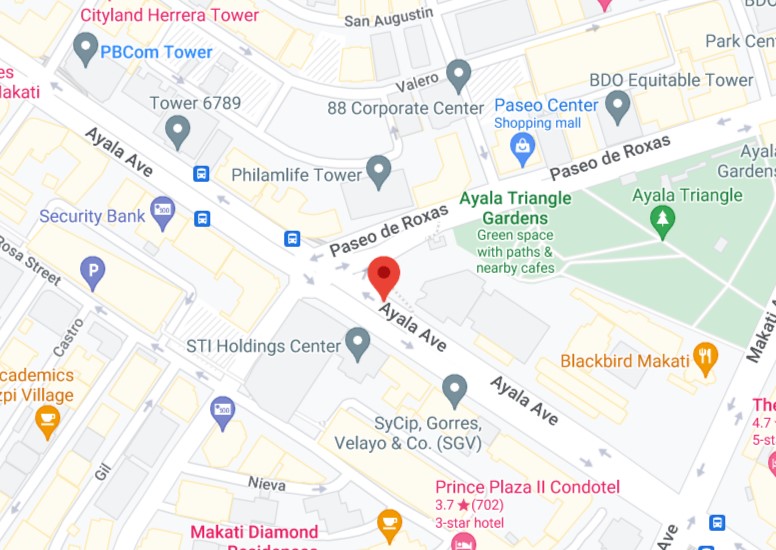 Cityland Herrera Tower
San Augustin
BDO
PBCom Tower
Park Cen
es
Makati
Valero
BDO Equitable Tower
Tower 6789
88 Corporate Center
Paseo Center
Shopping mall
Ayala Ave
Paseo de Roxas
Ayala
Gardens
Philamlife Tower
Ayala Triangle
Gardens
Green space
with paths &
nearby cafes
Ayala Triangle
Security Bank
Paseo de Roxas
Rosa Street
Castro
STI Holdings Center
Ayala Ave
Makati A
Blackbird Makati
cademics
zpi Village
Ayala Ave
SyCip, Gorres,
Velayo & Co. (SGV)
The
4.7
5-st
Gil
Nieva
Prince Plaza II Condotel
3.7 ★ (702)
3-star hotel
Makati Diamond
Residences
Ave